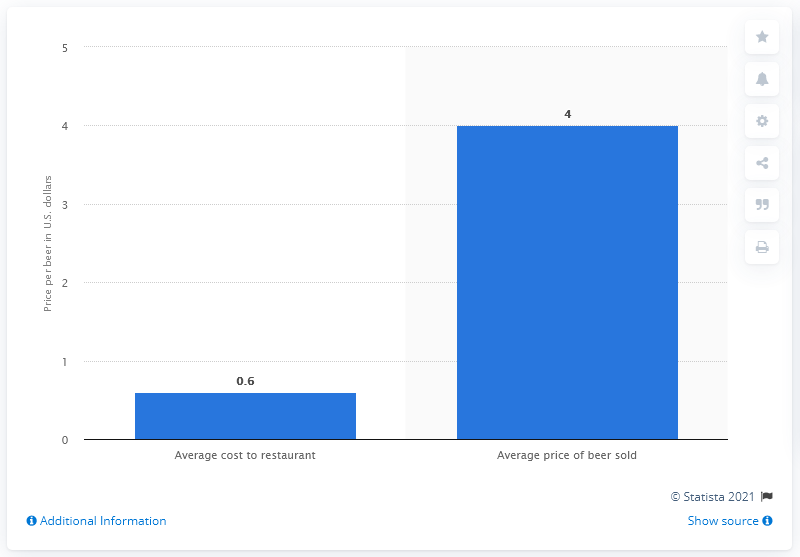 5
4
3
2
1
0
Price per beer in U.S. dollars
0.6
4
Average cost to restaurant
Average price of beer sold
© Statista 2021
Additional Information
Show source